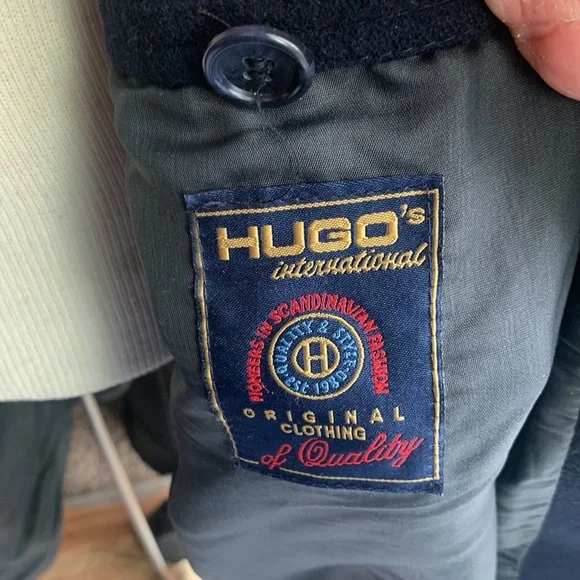 HUGO's
international
PIONEERS IN SCANDINAVIAN FASHION
QUALITY & STYLE
H
est 1980
ORIGINAL
CLOTHING
of Quality